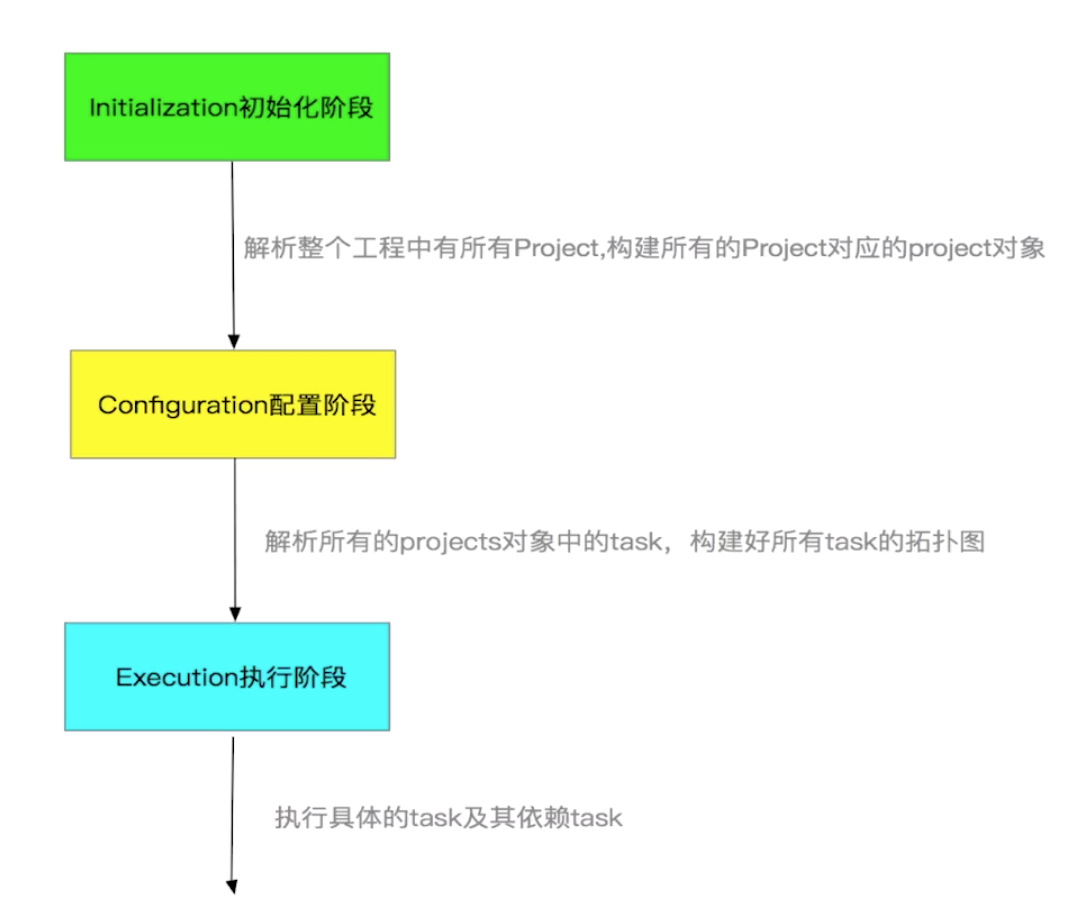 Initialization初始化阶段
解析整个工程中有所有Project,构建所有的Project对应的project对象
Configuration配置阶段
解析所有的projects对象中的task，构建好所有task的拓扑图
Execution执行阶段
执行具体的task及其依赖task